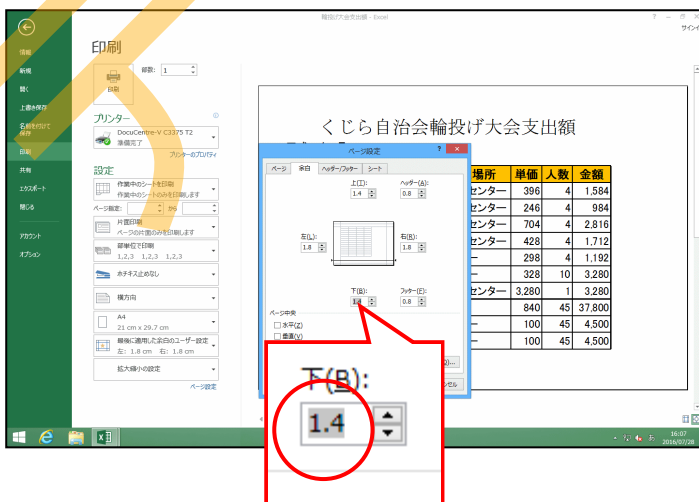 輪投げ大会支出額 - Excel
サインイ
情報
新規
開く
上書き保存
名前を付けて
保存
印刷
共有
エクスポート
閉じる
アカウント
オプション
印刷
部数: 1
印刷
プリンター
DocuCentre-V C3375 T2
準備完了
プリンターのプロパティ
設定
作業中のシートを印刷
作業中のシートのみを印刷します
ページ指定: から
片面印刷
ページの片面のみを印刷します
部単位で印刷
1,2,3 1,2,3 1,2,3
ホチキス止めなし
横方向
A4
21 cm x 29.7 cm
最後に適用した余白のユーザー設定
左: 1.8 cm 右: 1.8 cm
拡大縮小の設定
ページ設定
くじら自治会輪投げ大会支出額
場所 単価 人数 金額
センター 396 4 1,584
センター 246 4 984
センター 704 4 2,816
センター 428 4 1,712
ー 298 4 1,192
328 10 3,280
センター 3,280 1 3,280
840 45 37,800
ー 100 45 4,500
ー 100 45 4,500
ページ設定
ページ 余白 ヘッダー/フッター シート
上(T): ヘッダー(A):
1.4 0.8
左(L): 右(R):
1.8 1.8
下(B): フッター(F):
1.4 0.8
ページ中央
水平(Z)
垂直(V)
下(B):
1.4
16:07
2016/07/28